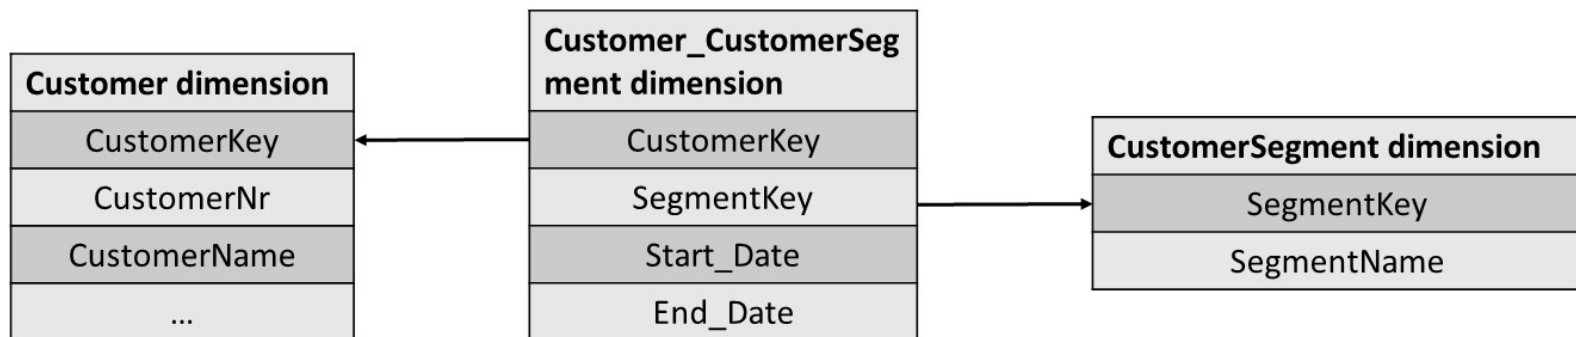 Customer dimension
CustomerKey
CustomerNr
CustomerName
...
Customer_CustomerSeg
ment dimension
CustomerKey
SegmentKey
Start_Date
End_Date
CustomerSegment dimension
SegmentKey
SegmentName